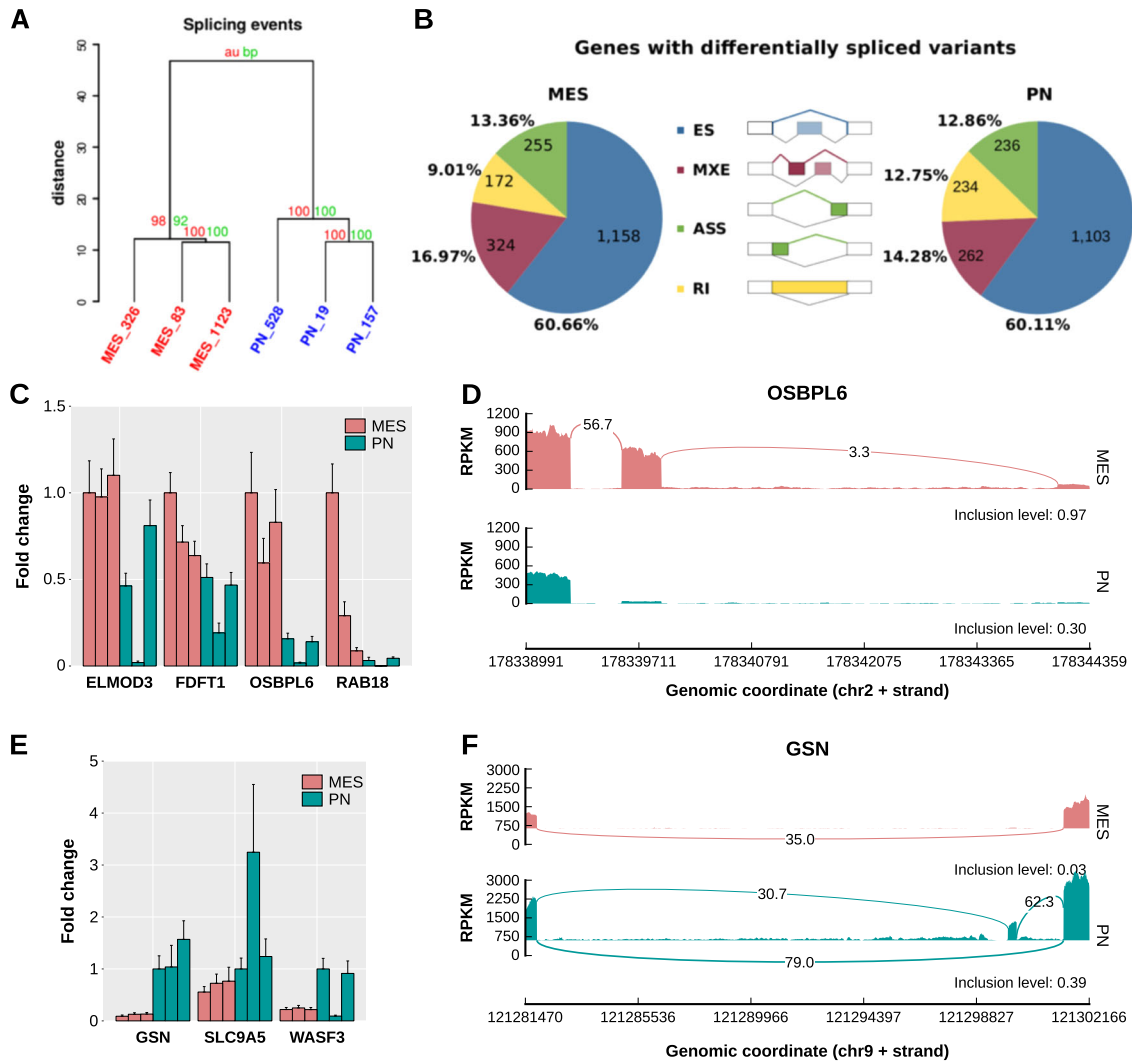 A
Splicing events
distance
0
10
20
30
40
50
au bp
98 92
100 100
100 100
100 100
MES_326
MES_83
MES_1123
PN_528
PN_19
PN_157
B
Genes with differentially spliced variants
MES
13.36%
255
9.01%
172
324
16.97%
1,158
60.66%
ES
MXE
ASS
RI
PN
12.86%
236
12.75%
234
262
14.28%
1,103
60.11%
C
Fold change
1.5
1.0
0.5
0
MES
PN
ELMOD3
FDFT1
OSBPL6
RAB18
D
OSBPL6
RPKM
1200
900
600
300
0
56.7
3.3
MES
Inclusion level: 0.97
RPKM
1200
900
600
300
0
PN
Inclusion level: 0.30
178338991
178339711
178340791
178342075
178343365
178344359
Genomic coordinate (chr2 + strand)
E
Fold change
5
4
3
2
1
0
MES
PN
GSN
SLC9A5
WASF3
F
GSN
RPKM
3000
2250
1500
750
0
35.0
MES
Inclusion level: 0.03
RPKM
3000
2250
1500
750
0
30.7
62.3
79.0
PN
Inclusion level: 0.39
121281470
121285536
121289966
121294397
121298827
121302166
Genomic coordinate (chr9 + strand)